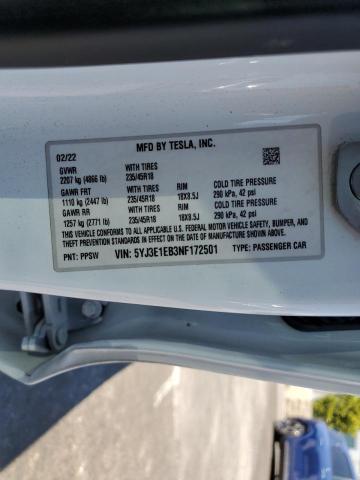 MFD BY TESLA, INC.
02/22
GVWR WITH TIRES
2207 kg (4866 lb) 235/45R18
GAWR FRT WITH TIRES RIM COLD TIRE PRESSURE
1110 kg (2447 lb) 235/45R18 18X8.5J 290 kPa, 42 psi
GAWR RR WITH TIRES RIM COLD TIRE PRESSURE
1257 kg (2771 lb) 235/45R18 18X8.5J 290 kPa, 42 psi
THIS VEHICLE CONFORMS TO ALL APPLICABLE U.S. FEDERAL MOTOR VEHICLE SAFETY, BUMPER, AND
THEFT PREVENTION STANDARDS IN EFFECT ON THE DATE OF MANUFACTURE SHOWN ABOVE.
PNT: PPSW VIN: 5YJ3E1EB3NF172501 TYPE: PASSENGER CAR